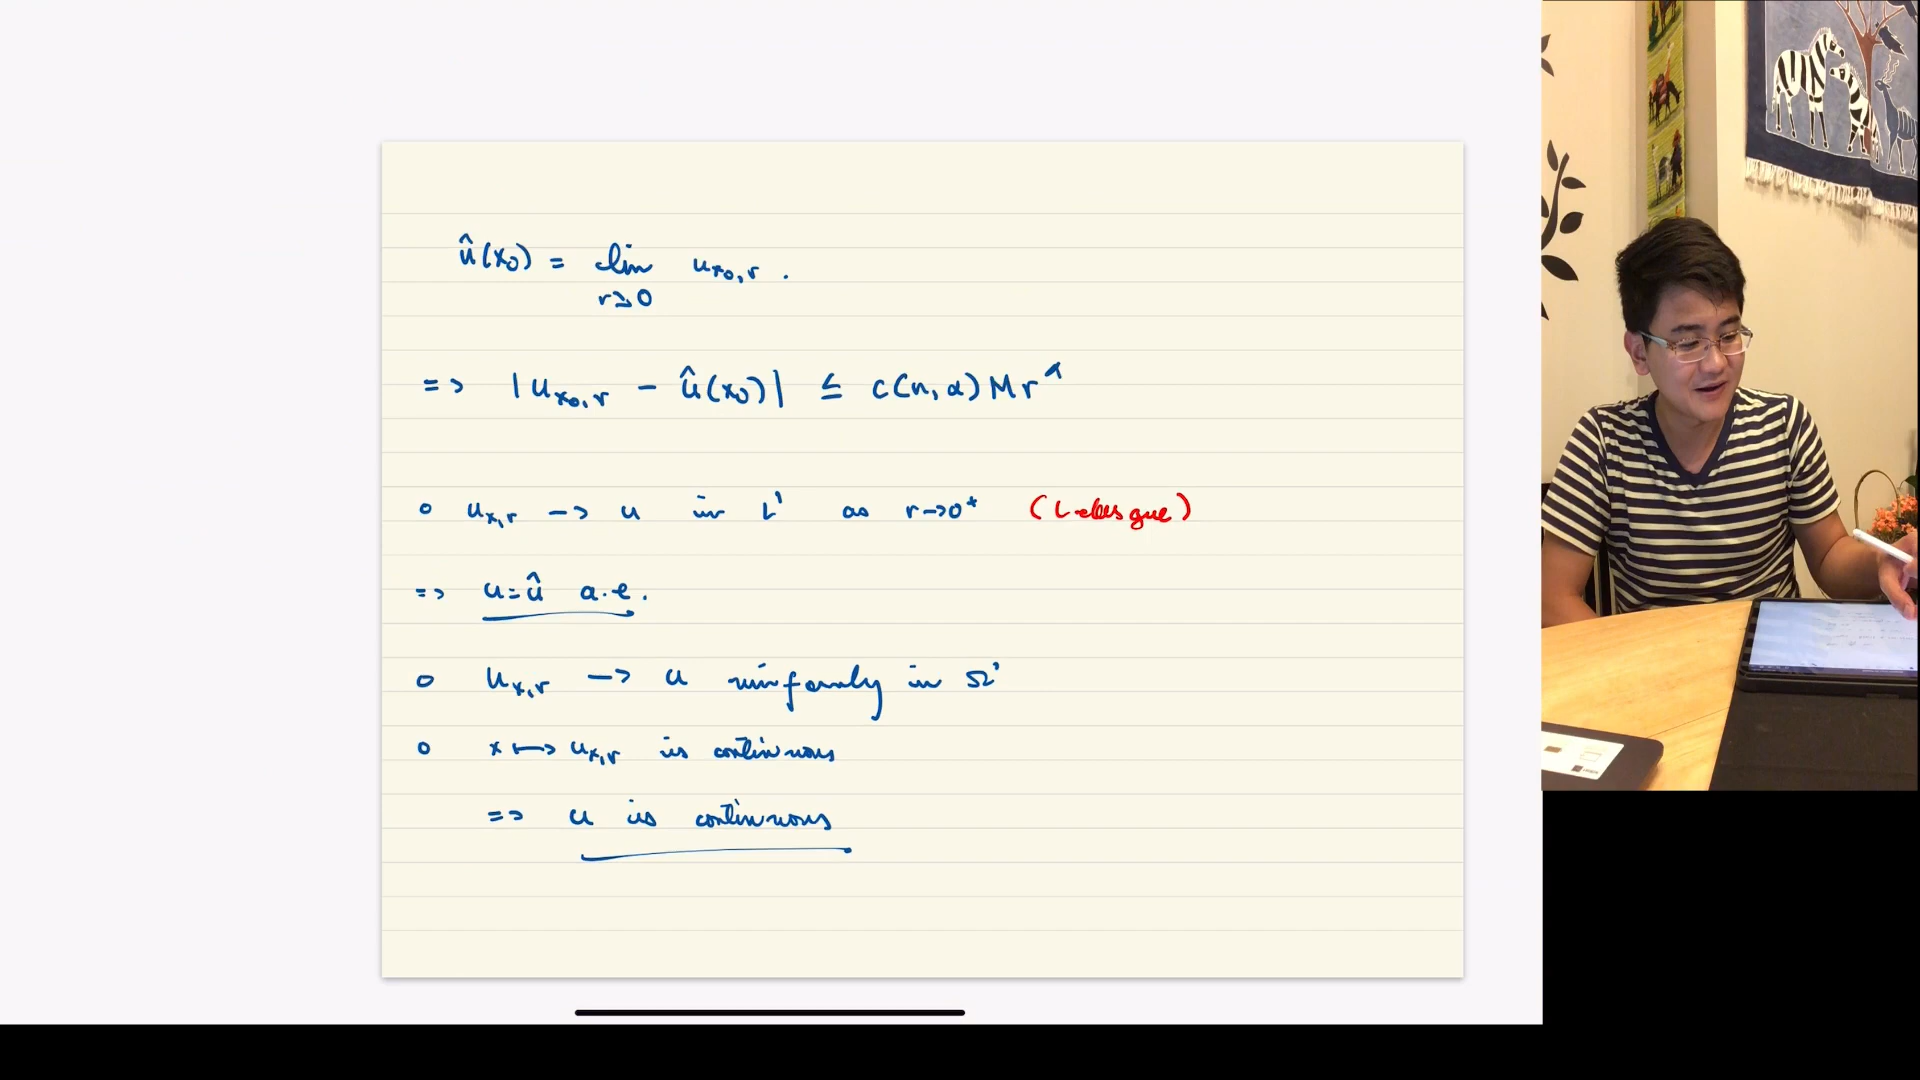 û(x₀) = lim u_{x₀,r} .
r↘0
=> |u_{x₀,r} - û(x₀)| ≤ c(n,α) M r^α
o u_{x,r} -> u in L' as r->0⁺ (Lebesgue)
=> u=û a.e.
o u_{x,r} -> u uniformly in Ω'
o x ↦ u_{x,r} is continuous
=> u is continuous